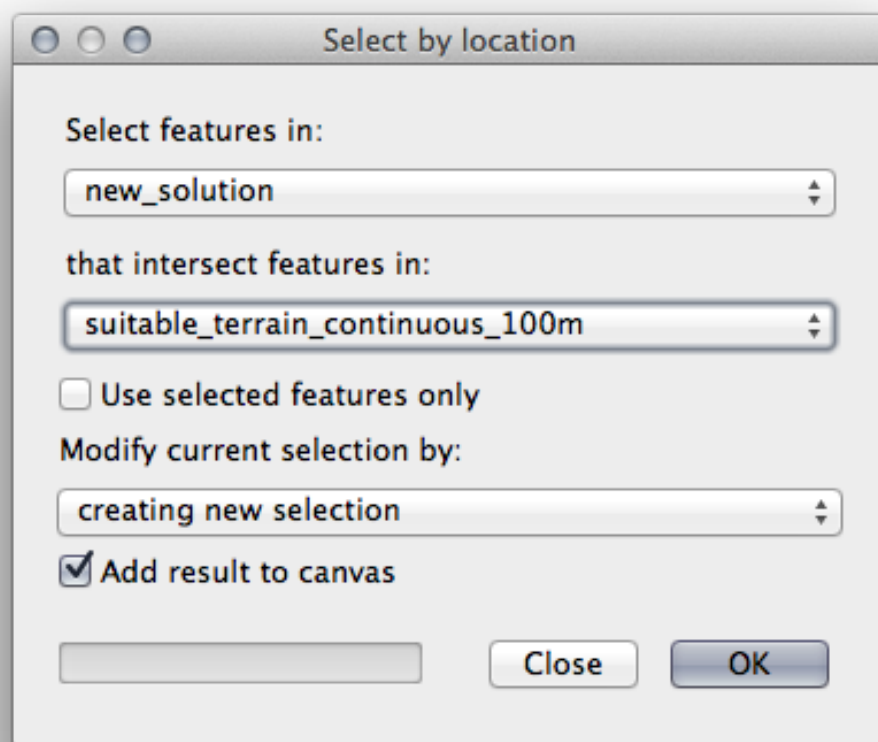 Select by location
Select features in:
new_solution
that intersect features in:
suitable_terrain_continuous_100m
Use selected features only
Modify current selection by:
creating new selection
Add result to canvas
Close OK